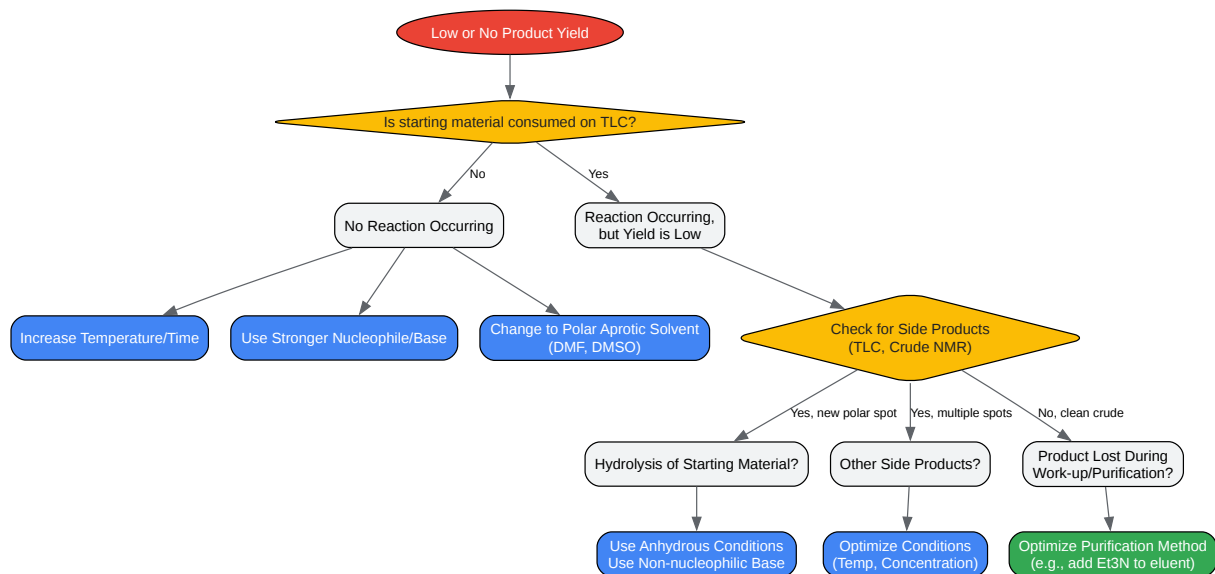 Low or No Product Yield
Is starting material consumed on TLC?
No
Yes
No Reaction Occurring
Reaction Occurring,
but Yield is Low
Increase Temperature/Time
Use Stronger Nucleophile/Base
Change to Polar Aprotic Solvent
(DMF, DMSO)
Check for Side Products
(TLC, Crude NMR)
Yes, new polar spot
Yes, multiple spots
No, clean crude
Hydrolysis of Starting Material?
Other Side Products?
Product Lost During
Work-up/Purification?
Use Anhydrous Conditions
Use Non-nucleophilic Base
Optimize Conditions
(Temp, Concentration)
Optimize Purification Method
(e.g., add Et3N to eluent)